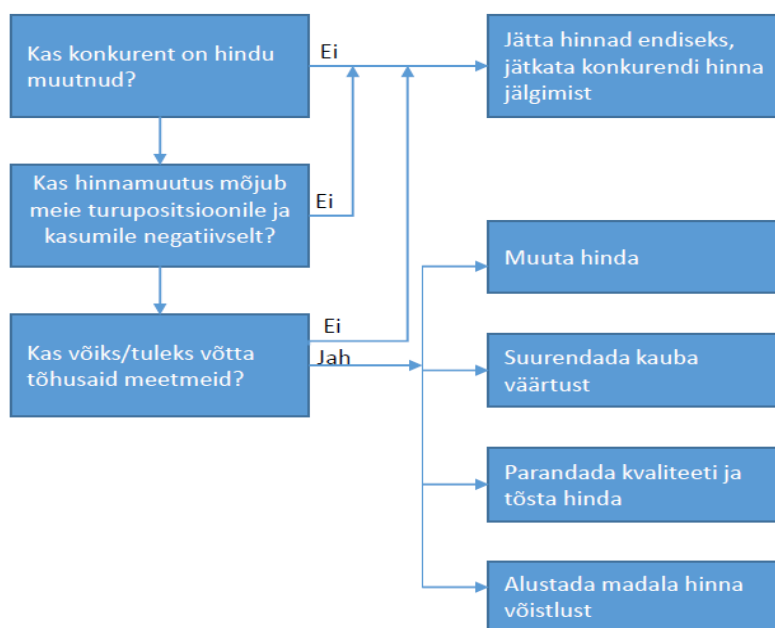 Kas konkurent on hindu
muutnud?
Ei
Jätta hinnad endiseks,
jätkata konkurendi hinna
jälgimist
Kas hinnamuutus mõjub
meie turupositsioonile ja
kasumile negatiivselt?
Ei
Muuta hinda
Kas võiks/tuleks võtta
tõhusaid meetmeid?
Ei
Jah
Suurendada kauba
väärtust
Parandada kvaliteeti ja
tõsta hinda
Alustada madala hinna
võistlust